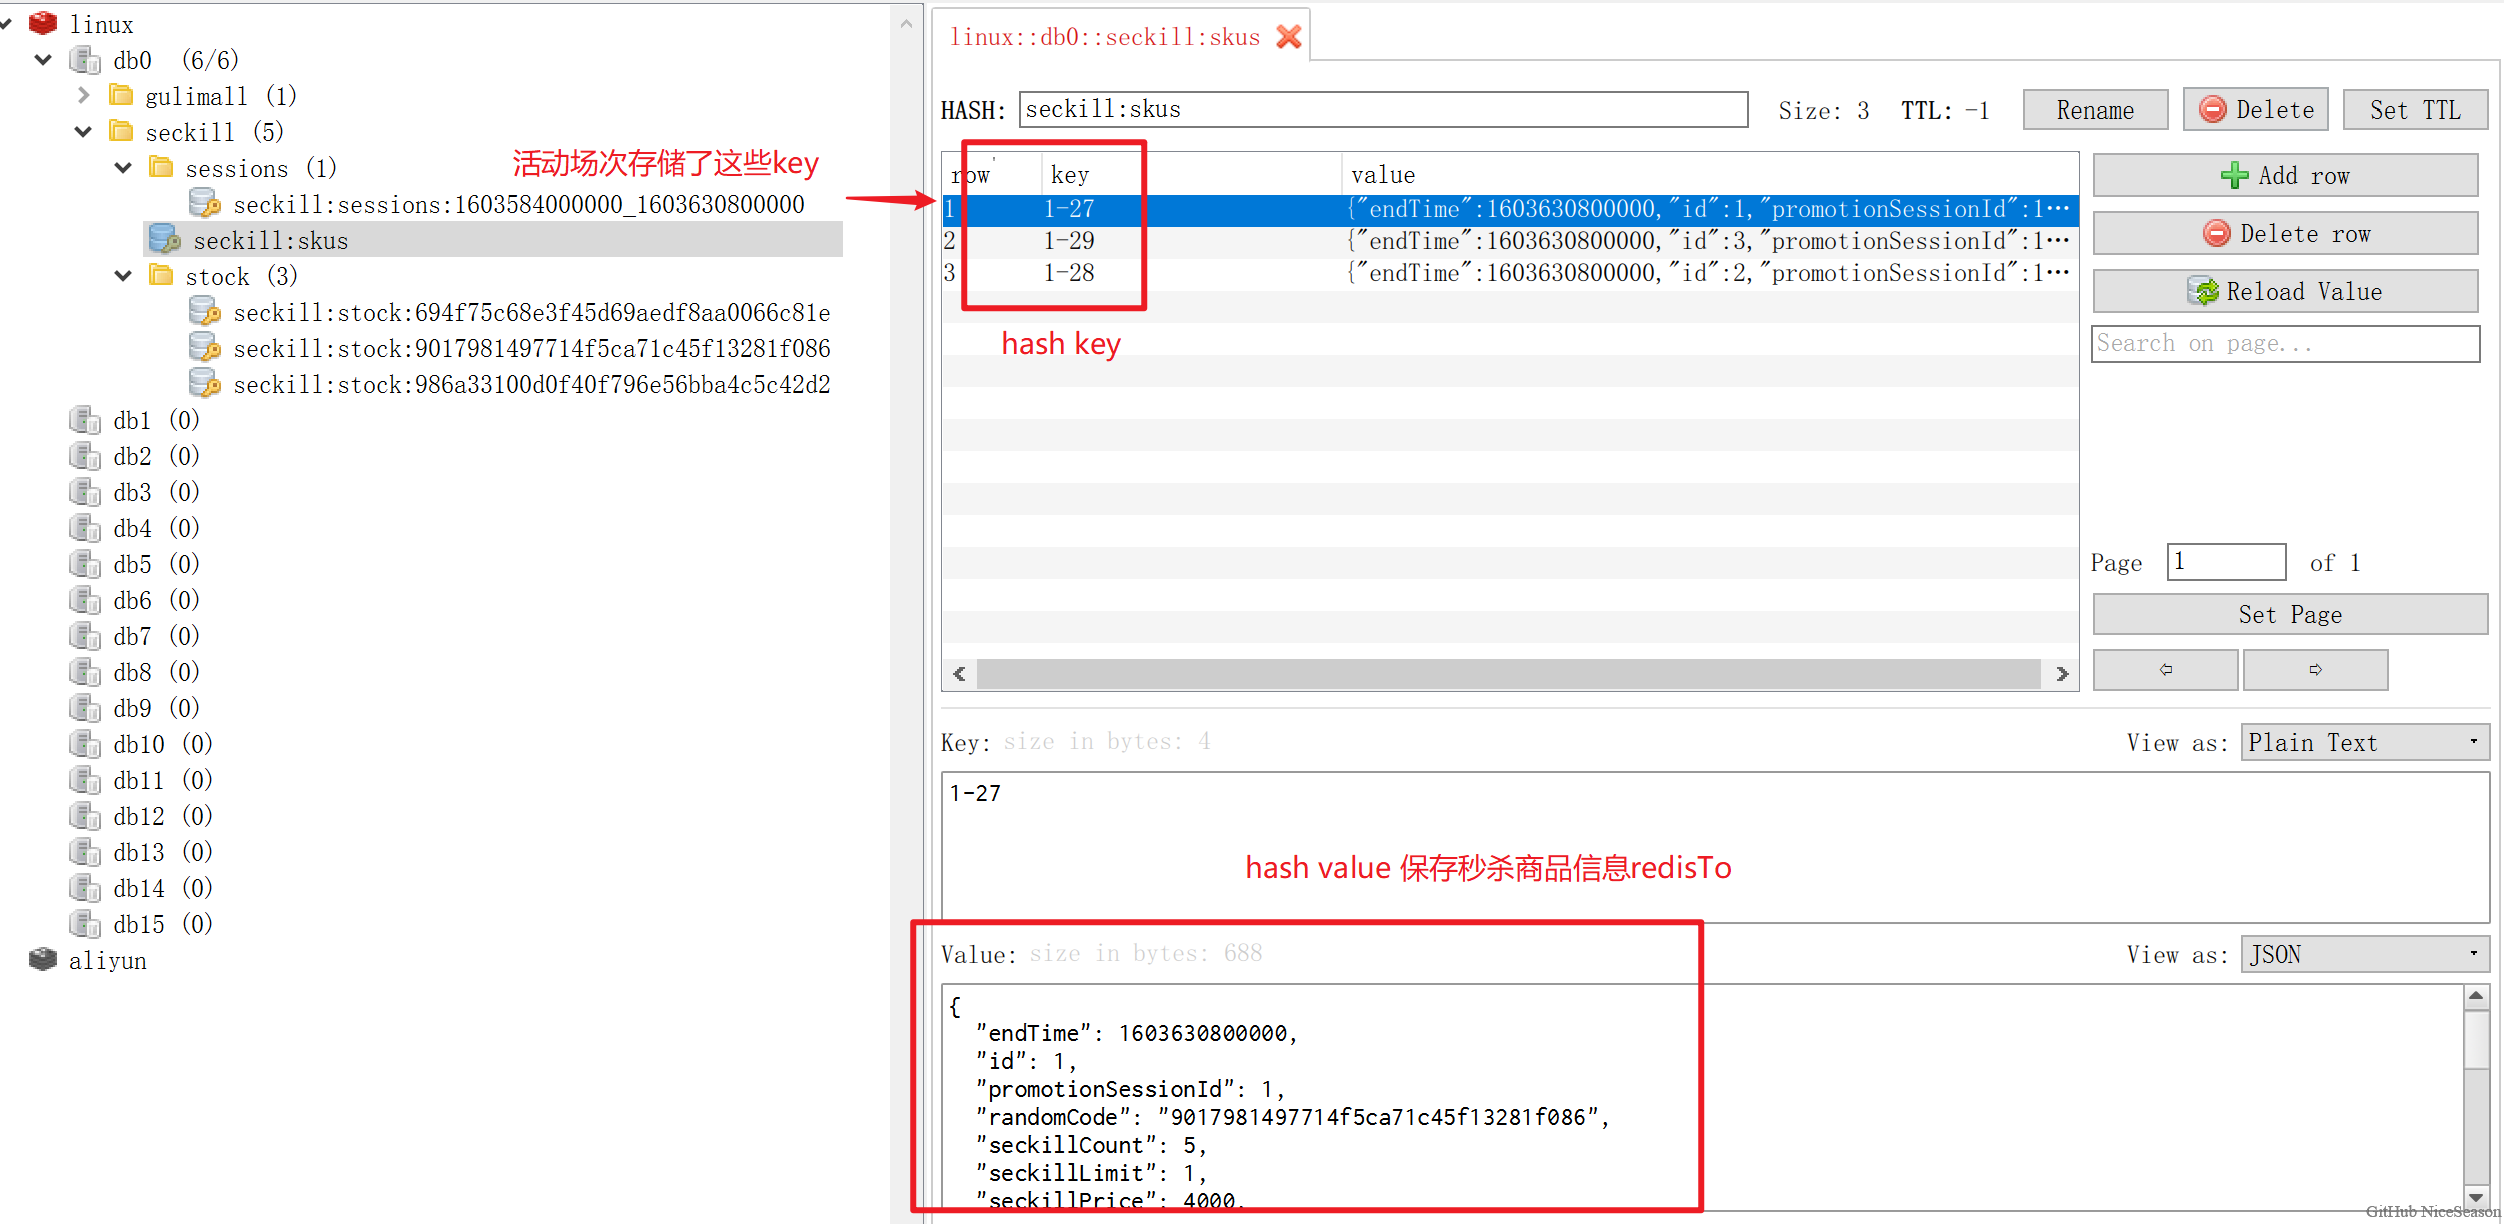 linux
db0 (6/6)
gulimall (1)
seckill (5)
sessions (1)
seckill:sessions:1603584000000_1603630800000
seckill:skus
stock (3)
seckill:stock:694f75c68e3f45d69aedf8aa0066c81e
seckill:stock:9017981497714f5ca71c45f13281f086
seckill:stock:986a33100d0f40f796e56bba4c5c42d2
db1 (0)
db2 (0)
db3 (0)
db4 (0)
db5 (0)
db6 (0)
db7 (0)
db8 (0)
db9 (0)
db10 (0)
db11 (0)
db12 (0)
db13 (0)
db14 (0)
db15 (0)
aliyun
活动场次存储了这些key
linux::db0::seckill:skus
HASH: seckill:skus Size: 3 TTL: -1 Rename Delete Set TTL
row key value
1 1-27 {"endTime":1603630800000,"id":1,"promotionSessionId":1···
2 1-29 {"endTime":1603630800000,"id":3,"promotionSessionId":1···
3 1-28 {"endTime":1603630800000,"id":2,"promotionSessionId":1···
hash key
Add row
Delete row
Reload Value
Search on page...
Page 1 of 1
Set Page
Key: size in bytes: 4 View as: Plain Text
1-27
hash value 保存秒杀商品信息redisTo
Value: size in bytes: 688 View as: JSON
{
"endTime": 1603630800000,
"id": 1,
"promotionSessionId": 1,
"randomCode": "9017981497714f5ca71c45f13281f086",
"seckillCount": 5,
"seckillLimit": 1,
"seckillPrice": 4000,
GitHub NiceSeason